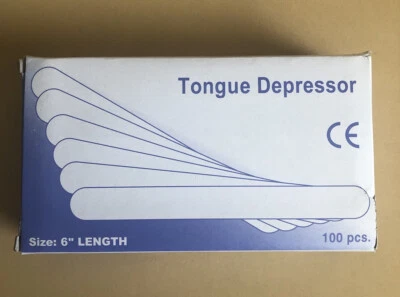 Tongue Depressor
CE
Size: 6" LENGTH
100 pcs.